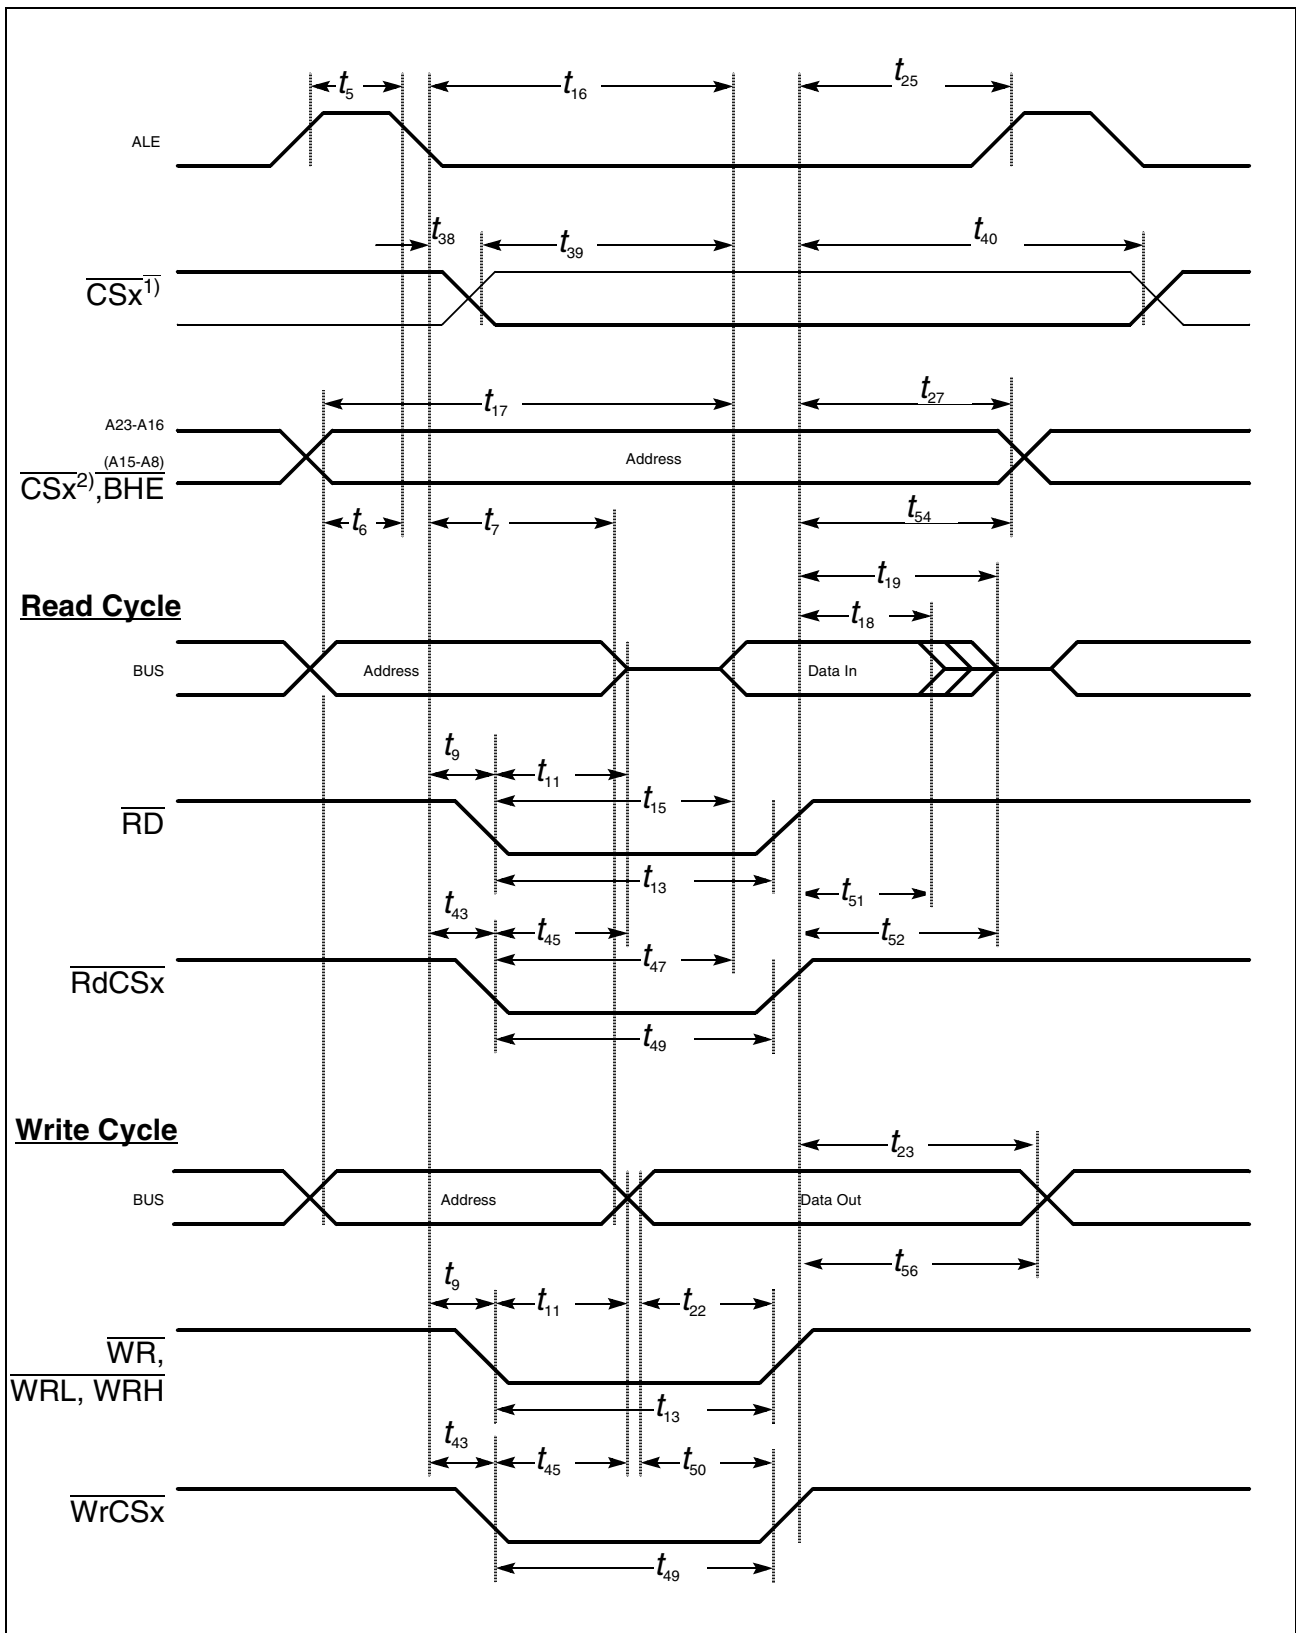 t5 t16 t25
ALE
t38 t39 t40
CSx1)
t17 t27
A23-A16
(A15-A8)
CSx2),BHE
Address
t6 t7 t54
t19
Read Cycle
t18
BUS Address Data In
t9 t11
t15
RD
t13 t51
t43 t45 t52
t47
RdCSx
t49
Write Cycle
t23
BUS Address Data Out
t56
t9 t11 t22
WR,
WRL, WRH
t13
t43 t45 t50
WrCSx
t49